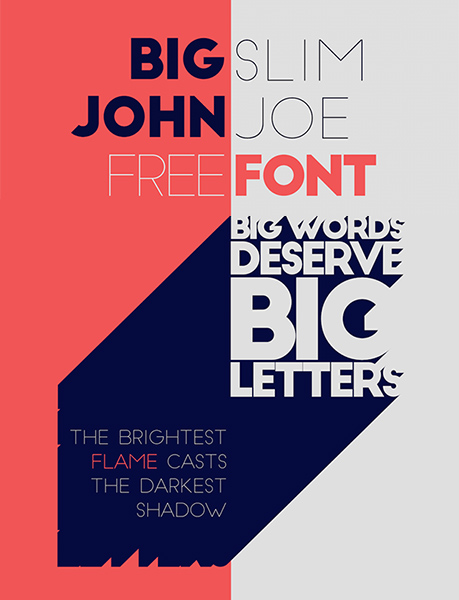 BIG SLIM
JOHN JOE
FREE FONT
BIG WORDS
DESERVE
BIG
LETTERS
THE BRIGHTEST
FLAME CASTS
THE DARKEST
SHADOW